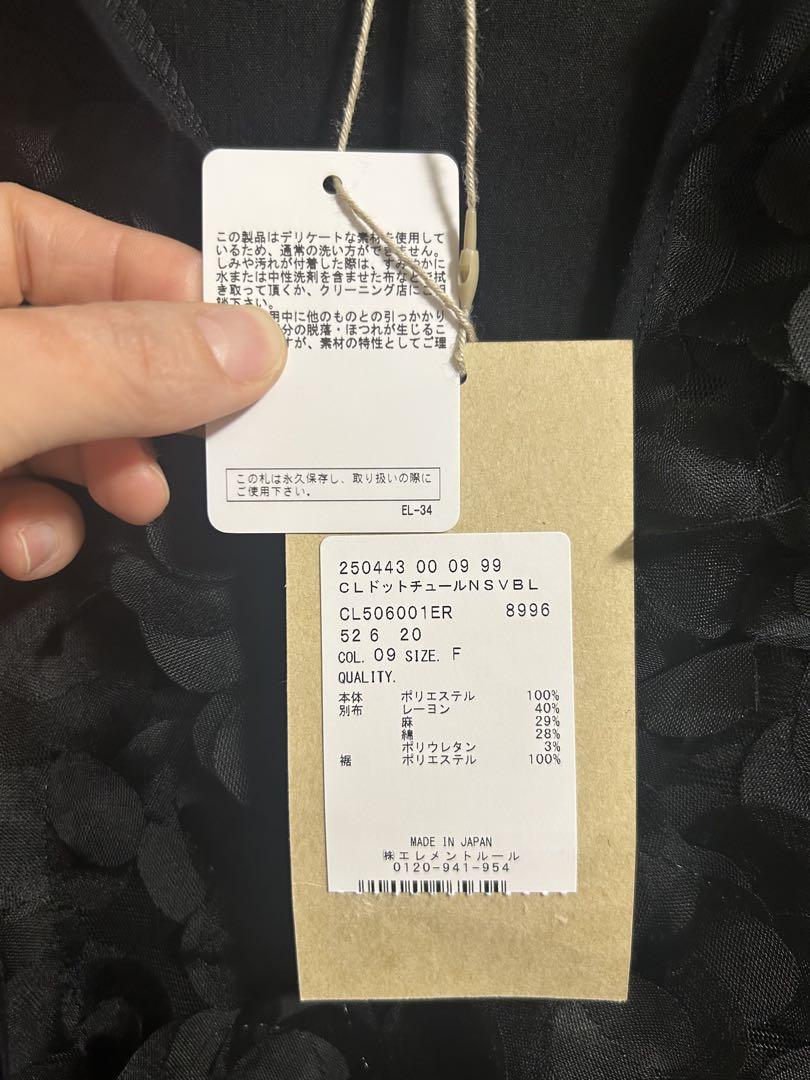 この製品はデリケートな素材を使用して
いるため、通常の洗い方ができません。
しみや汚れが付着した際は、すみやかに
水または中性洗剤を含ませた布などで拭
き取って頂くか、クリーニング店にご相
談下さい。
用中に他のものとの引っかかり
分の脱落・ほつれが生じるこ
すが、素材の特性としてご理
この札は永久保存し、取り扱いの際に
ご使用下さい。
EL-34
250443 00 09 99
CLドットチュールNSVBL
CL506001ER 8996
52 6 20
COL. 09 SIZE. F
QUALITY.
本体 ポリエステル 100%
別布 レーヨン 40%
麻 29%
綿 28%
ポリウレタン 3%
裾 ポリエステル 100%
MADE IN JAPAN
㈱エレメントルール
0120-941-954